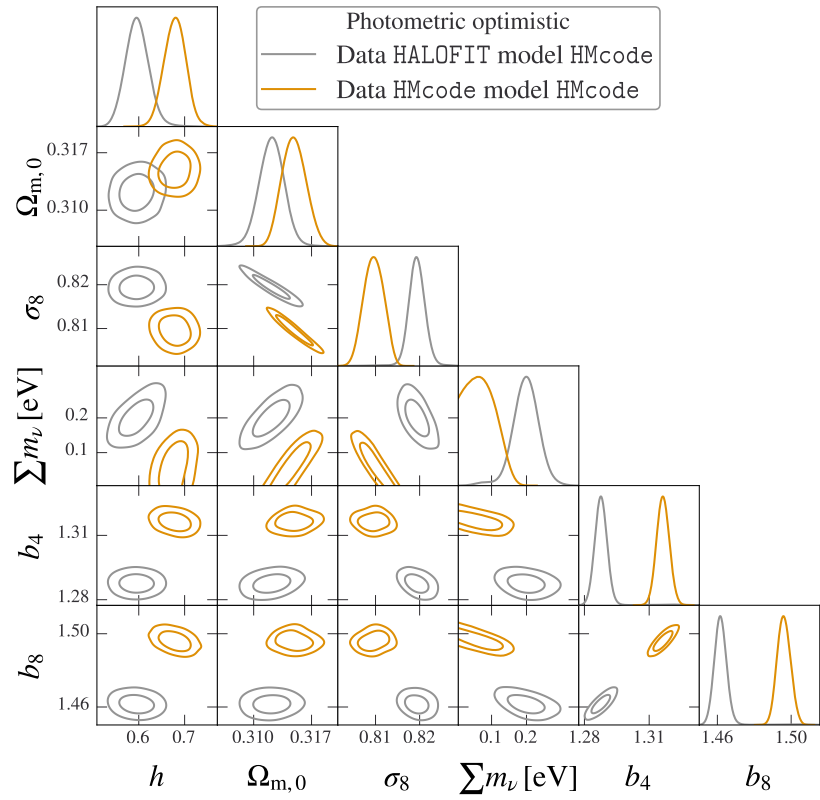 Photometric optimistic
Data HALOFIT model HMcode
Data HMcode model HMcode
0.317
0.310
Ωm,0
0.82
0.81
σ8
0.2
0.1
∑mν [eV]
1.31
1.28
b4
1.50
1.46
b8
0.6 0.7 0.310 0.317 0.81 0.82 0.1 0.2 1.28 1.31 1.46 1.50
h Ωm,0 σ8 ∑mν [eV] b4 b8